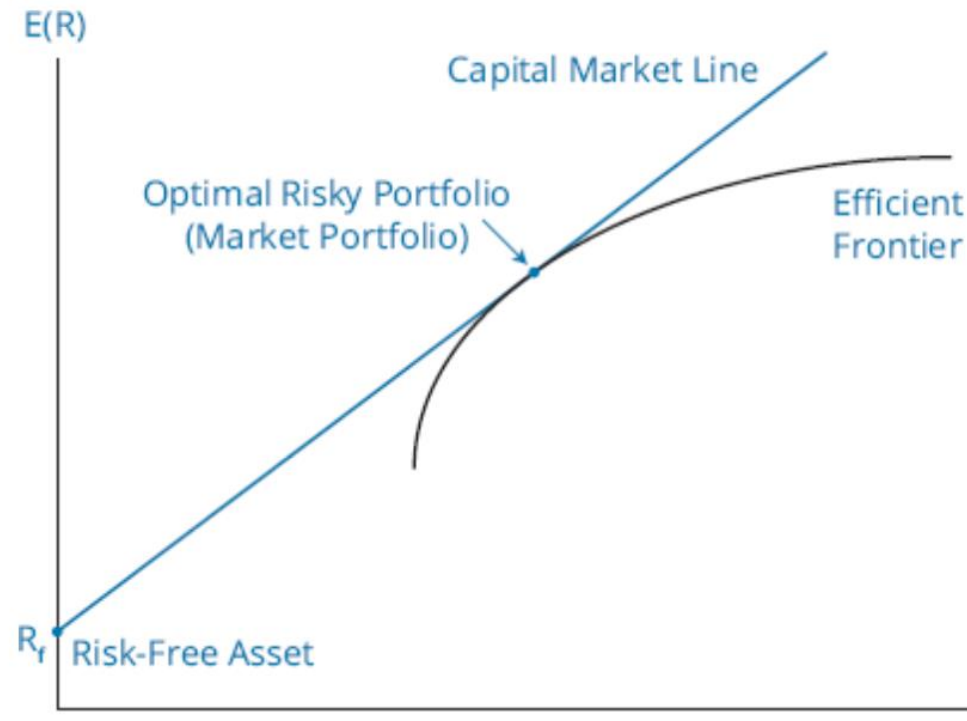 E(R)
Capital Market Line
Optimal Risky Portfolio
(Market Portfolio)
Efficient
Frontier
Rf
Risk-Free Asset